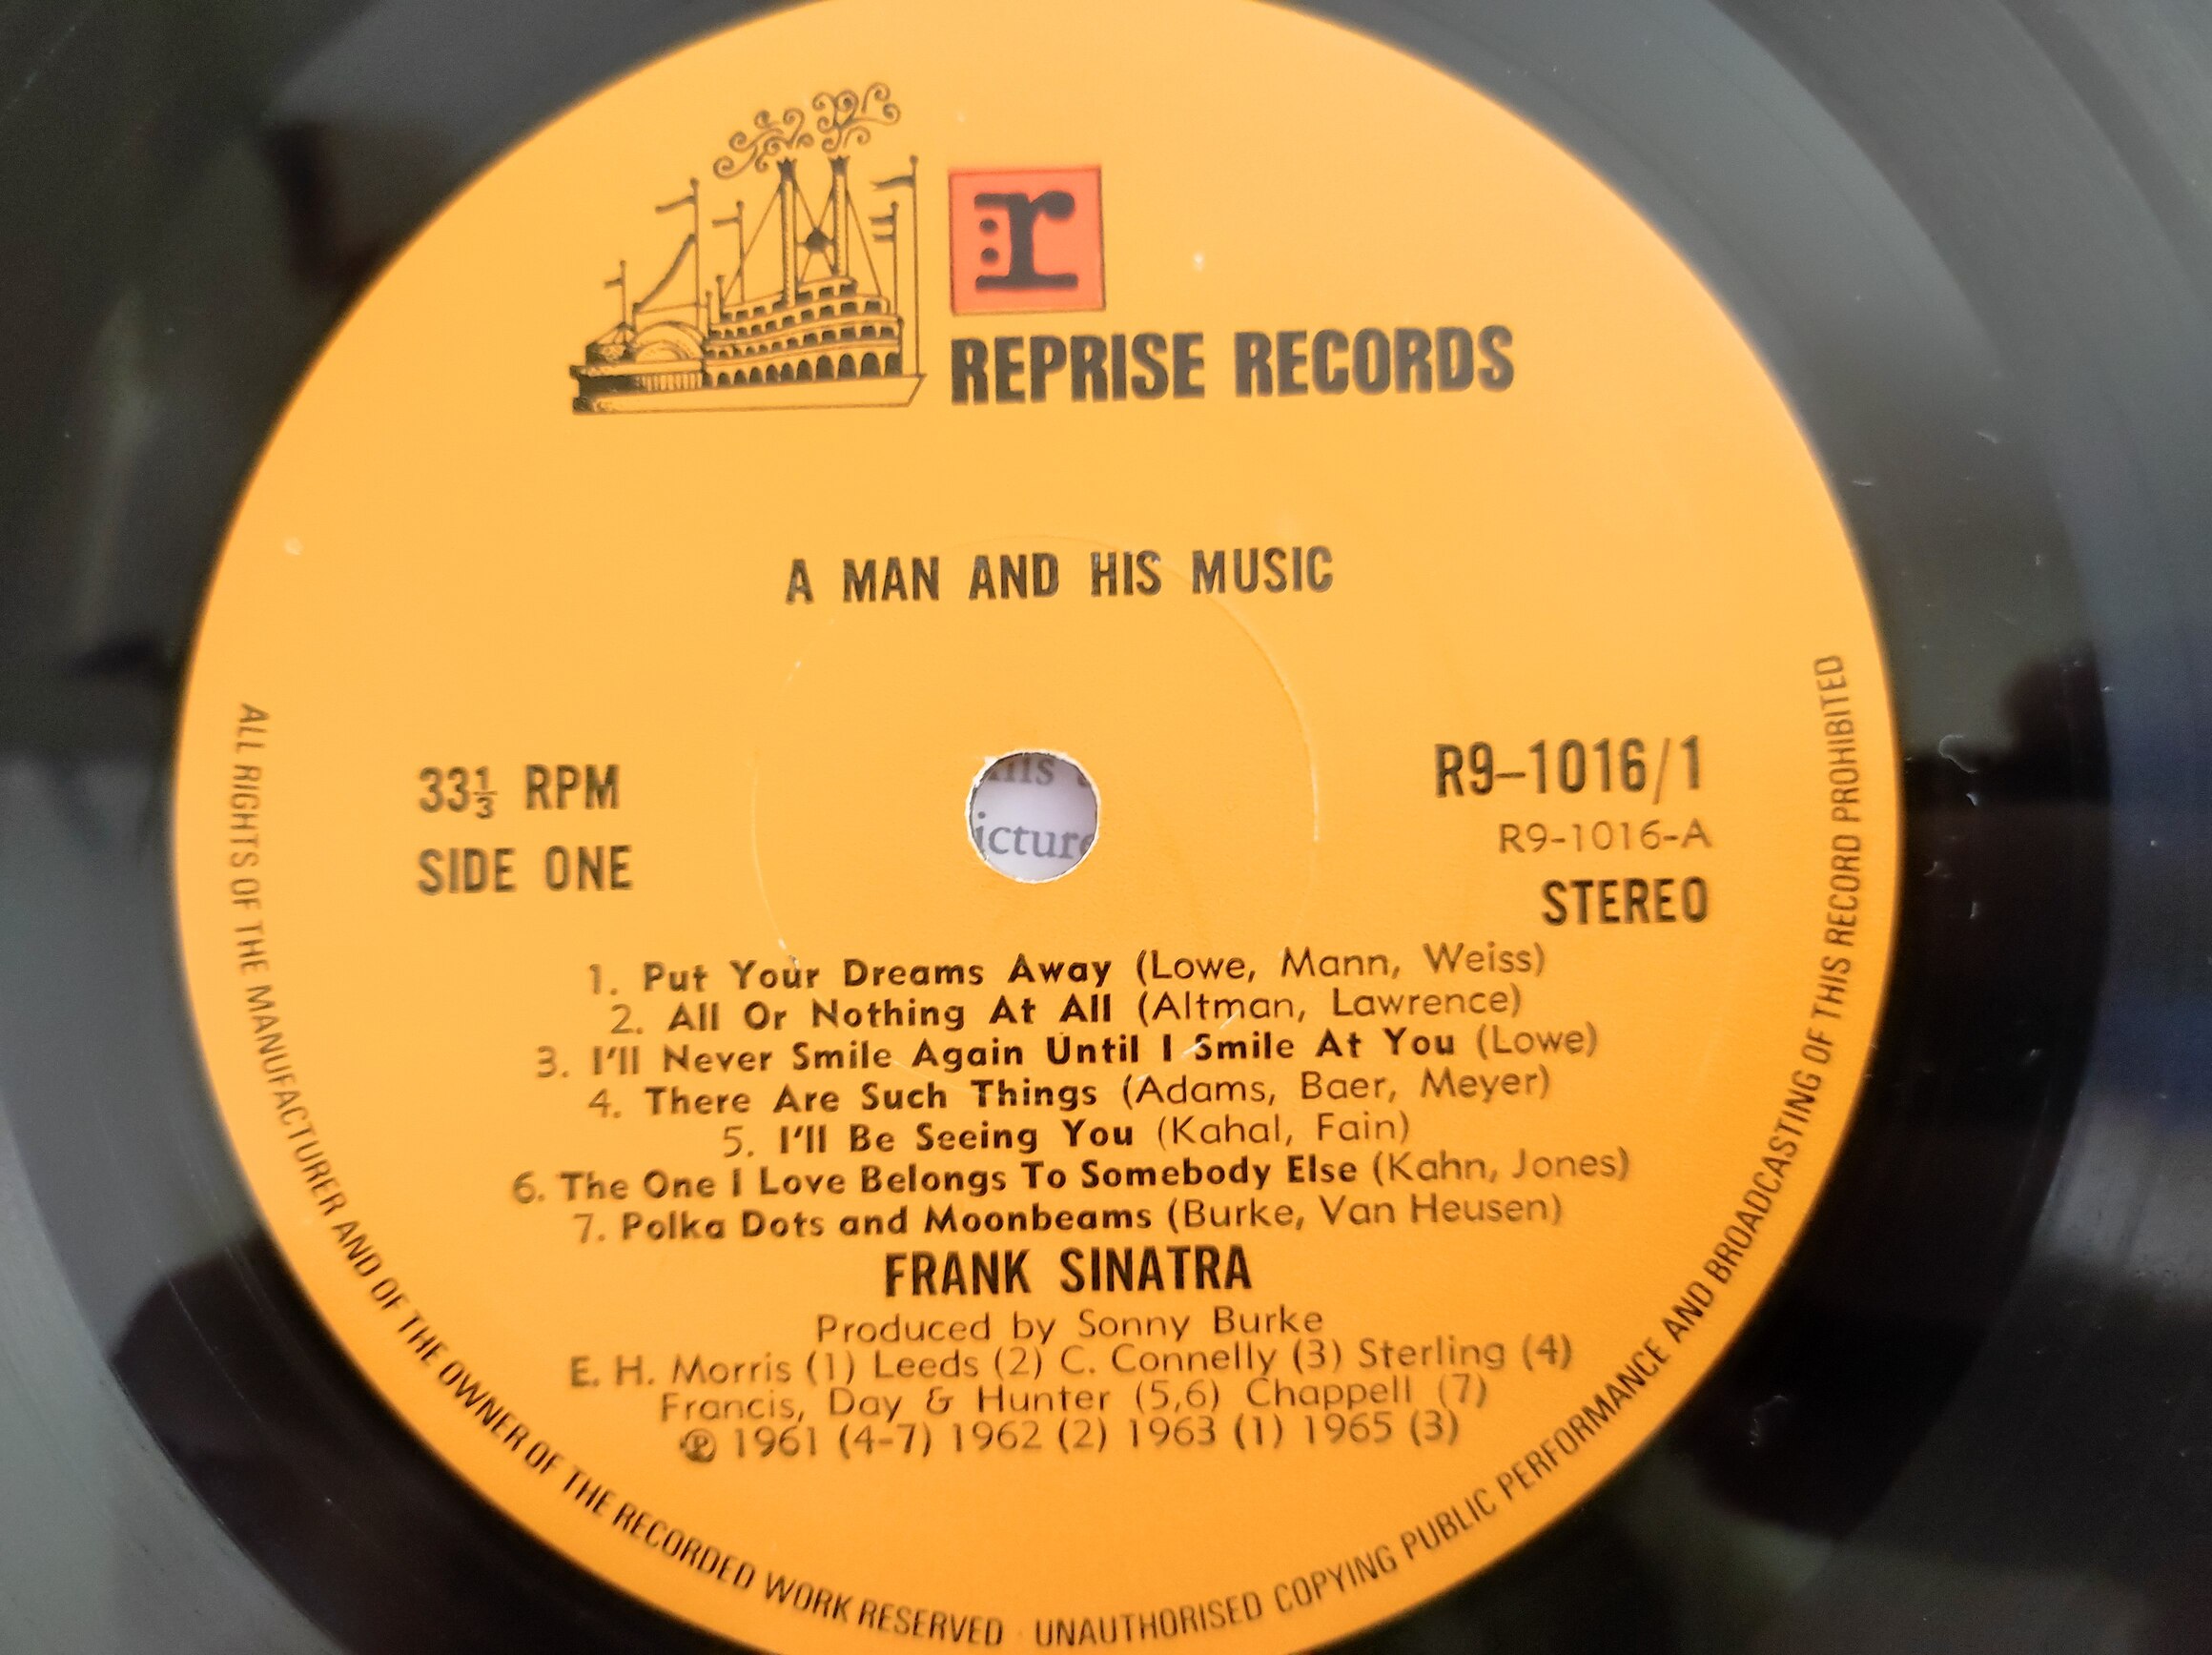 r
REPRISE RECORDS
A MAN AND HIS MUSIC
33⅓ RPM
SIDE ONE
R9–1016/1
R9-1016-A
STEREO
icture
1. Put Your Dreams Away (Lowe, Mann, Weiss)
2. All Or Nothing At All (Altman, Lawrence)
3. I'll Never Smile Again Until I Smile At You (Lowe)
4. There Are Such Things (Adams, Baer, Meyer)
5. I'll Be Seeing You (Kahal, Fain)
6. The One I Love Belongs To Somebody Else (Kahn, Jones)
7. Polka Dots and Moonbeams (Burke, Van Heusen)
FRANK SINATRA
Produced by Sonny Burke
E. H. Morris (1) Leeds (2) C. Connelly (3) Sterling (4)
Francis, Day & Hunter (5,6) Chappell (7)
℗ 1961 (4-7) 1962 (2) 1963 (1) 1965 (3)
ALL RIGHTS OF THE MANUFACTURER AND OF THE OWNER OF THE RECORDED WORK RESERVED · UNAUTHORISED COPYING PUBLIC PERFORMANCE AND BROADCASTING OF THIS RECORD PROHIBITED